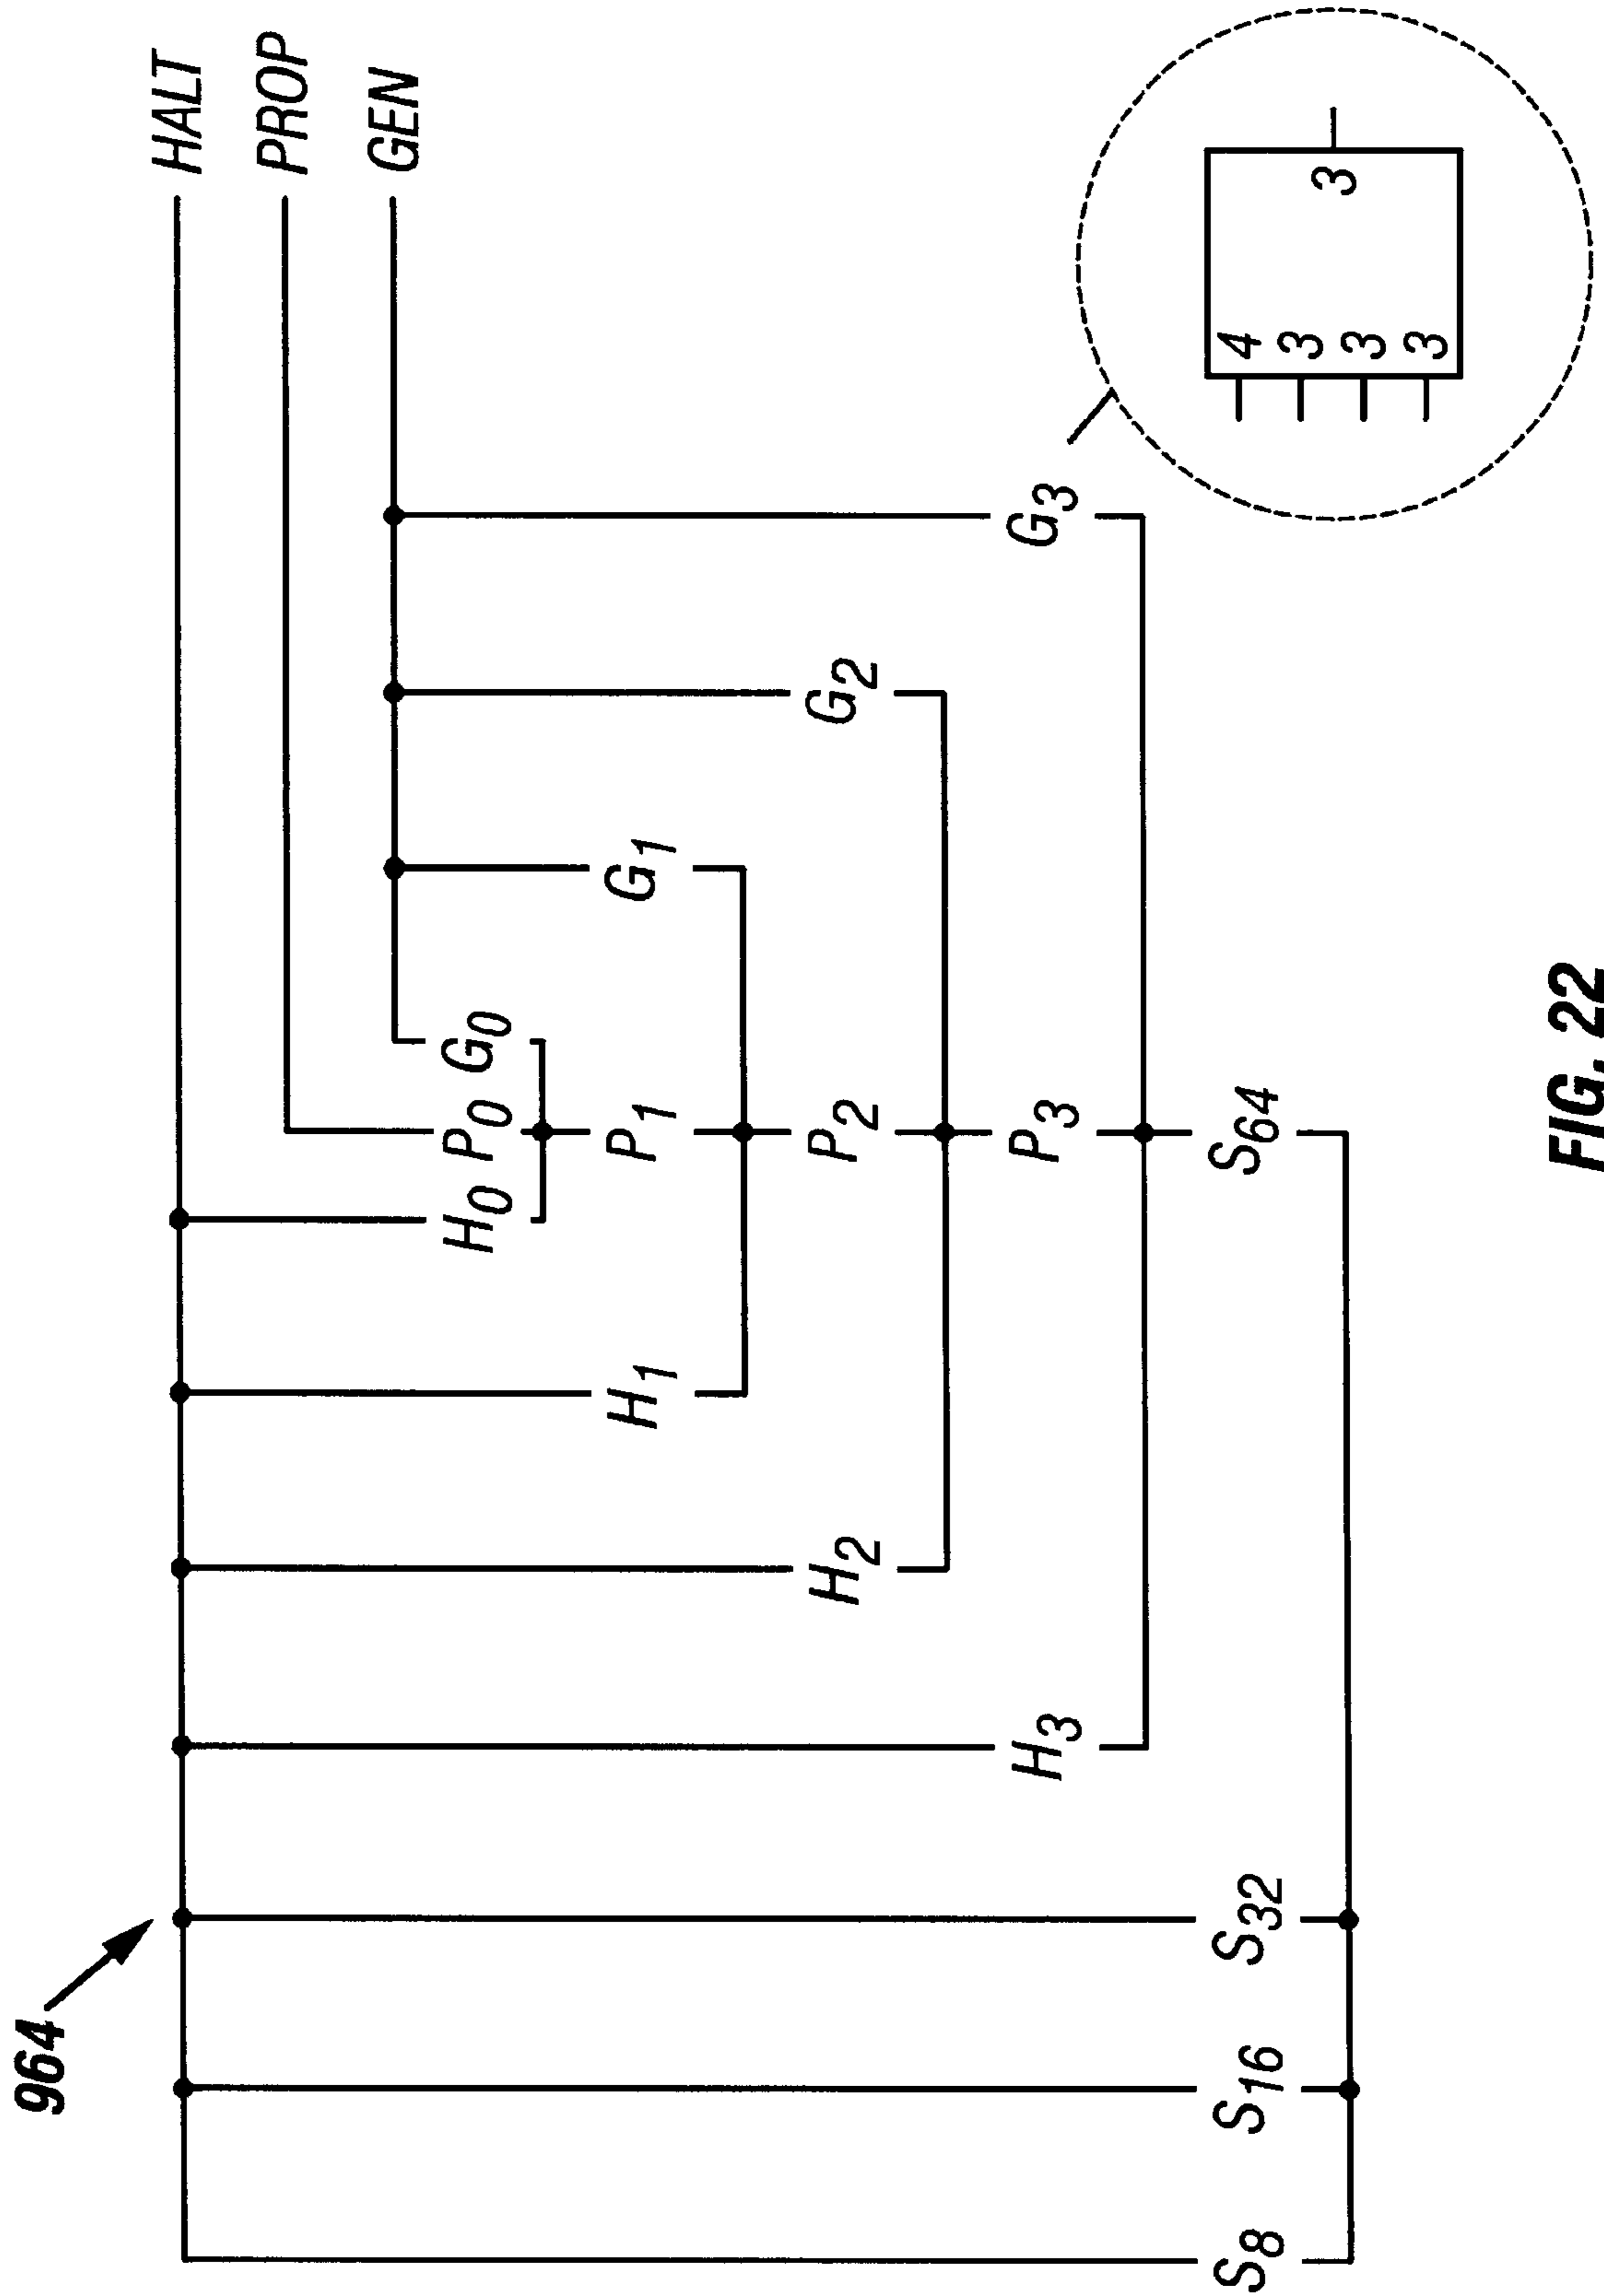 964
HALT
PROP
GEN
H0 P0 G0
H1 P1 G1
H2 P2 G2
H3 P3 G3
S8 S16 S32 S64
4
3
3
3
3
FIG. 22